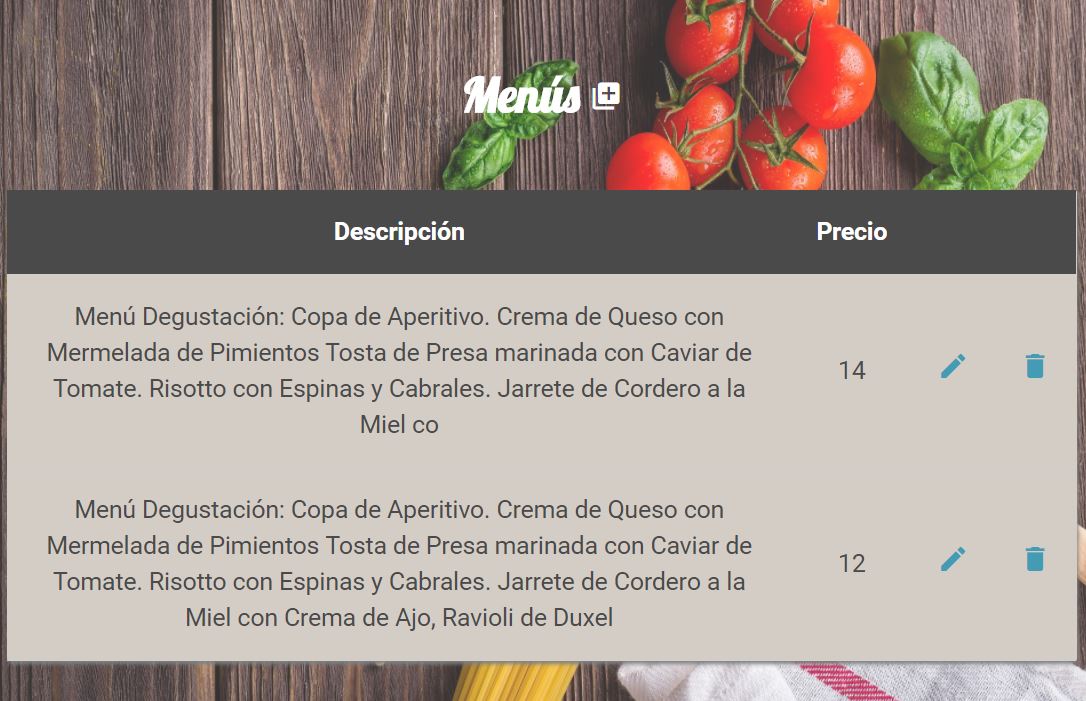 Menús
Descripción Precio
Menú Degustación: Copa de Aperitivo. Crema de Queso con
Mermelada de Pimientos Tosta de Presa marinada con Caviar de
Tomate. Risotto con Espinas y Cabrales. Jarrete de Cordero a la
Miel co
14
Menú Degustación: Copa de Aperitivo. Crema de Queso con
Mermelada de Pimientos Tosta de Presa marinada con Caviar de
Tomate. Risotto con Espinas y Cabrales. Jarrete de Cordero a la
Miel con Crema de Ajo, Ravioli de Duxel
12